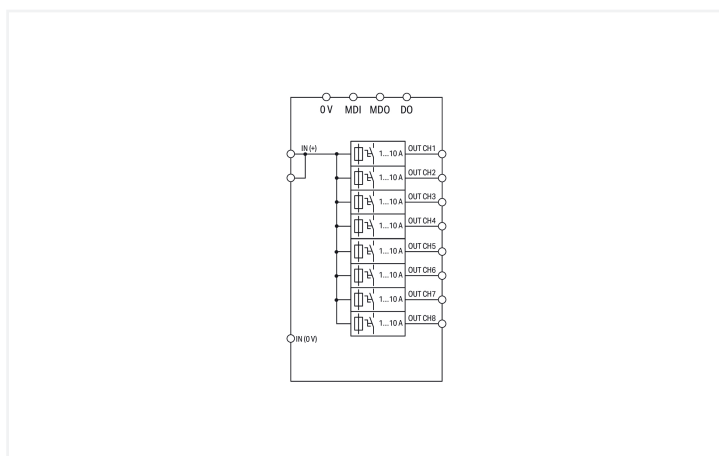 0 V MDI MDO DO
IN (+)
1...10 A OUT CH1
1...10 A OUT CH2
1...10 A OUT CH3
1...10 A OUT CH4
1...10 A OUT CH5
1...10 A OUT CH6
1...10 A OUT CH7
1...10 A OUT CH8
IN (0 V)